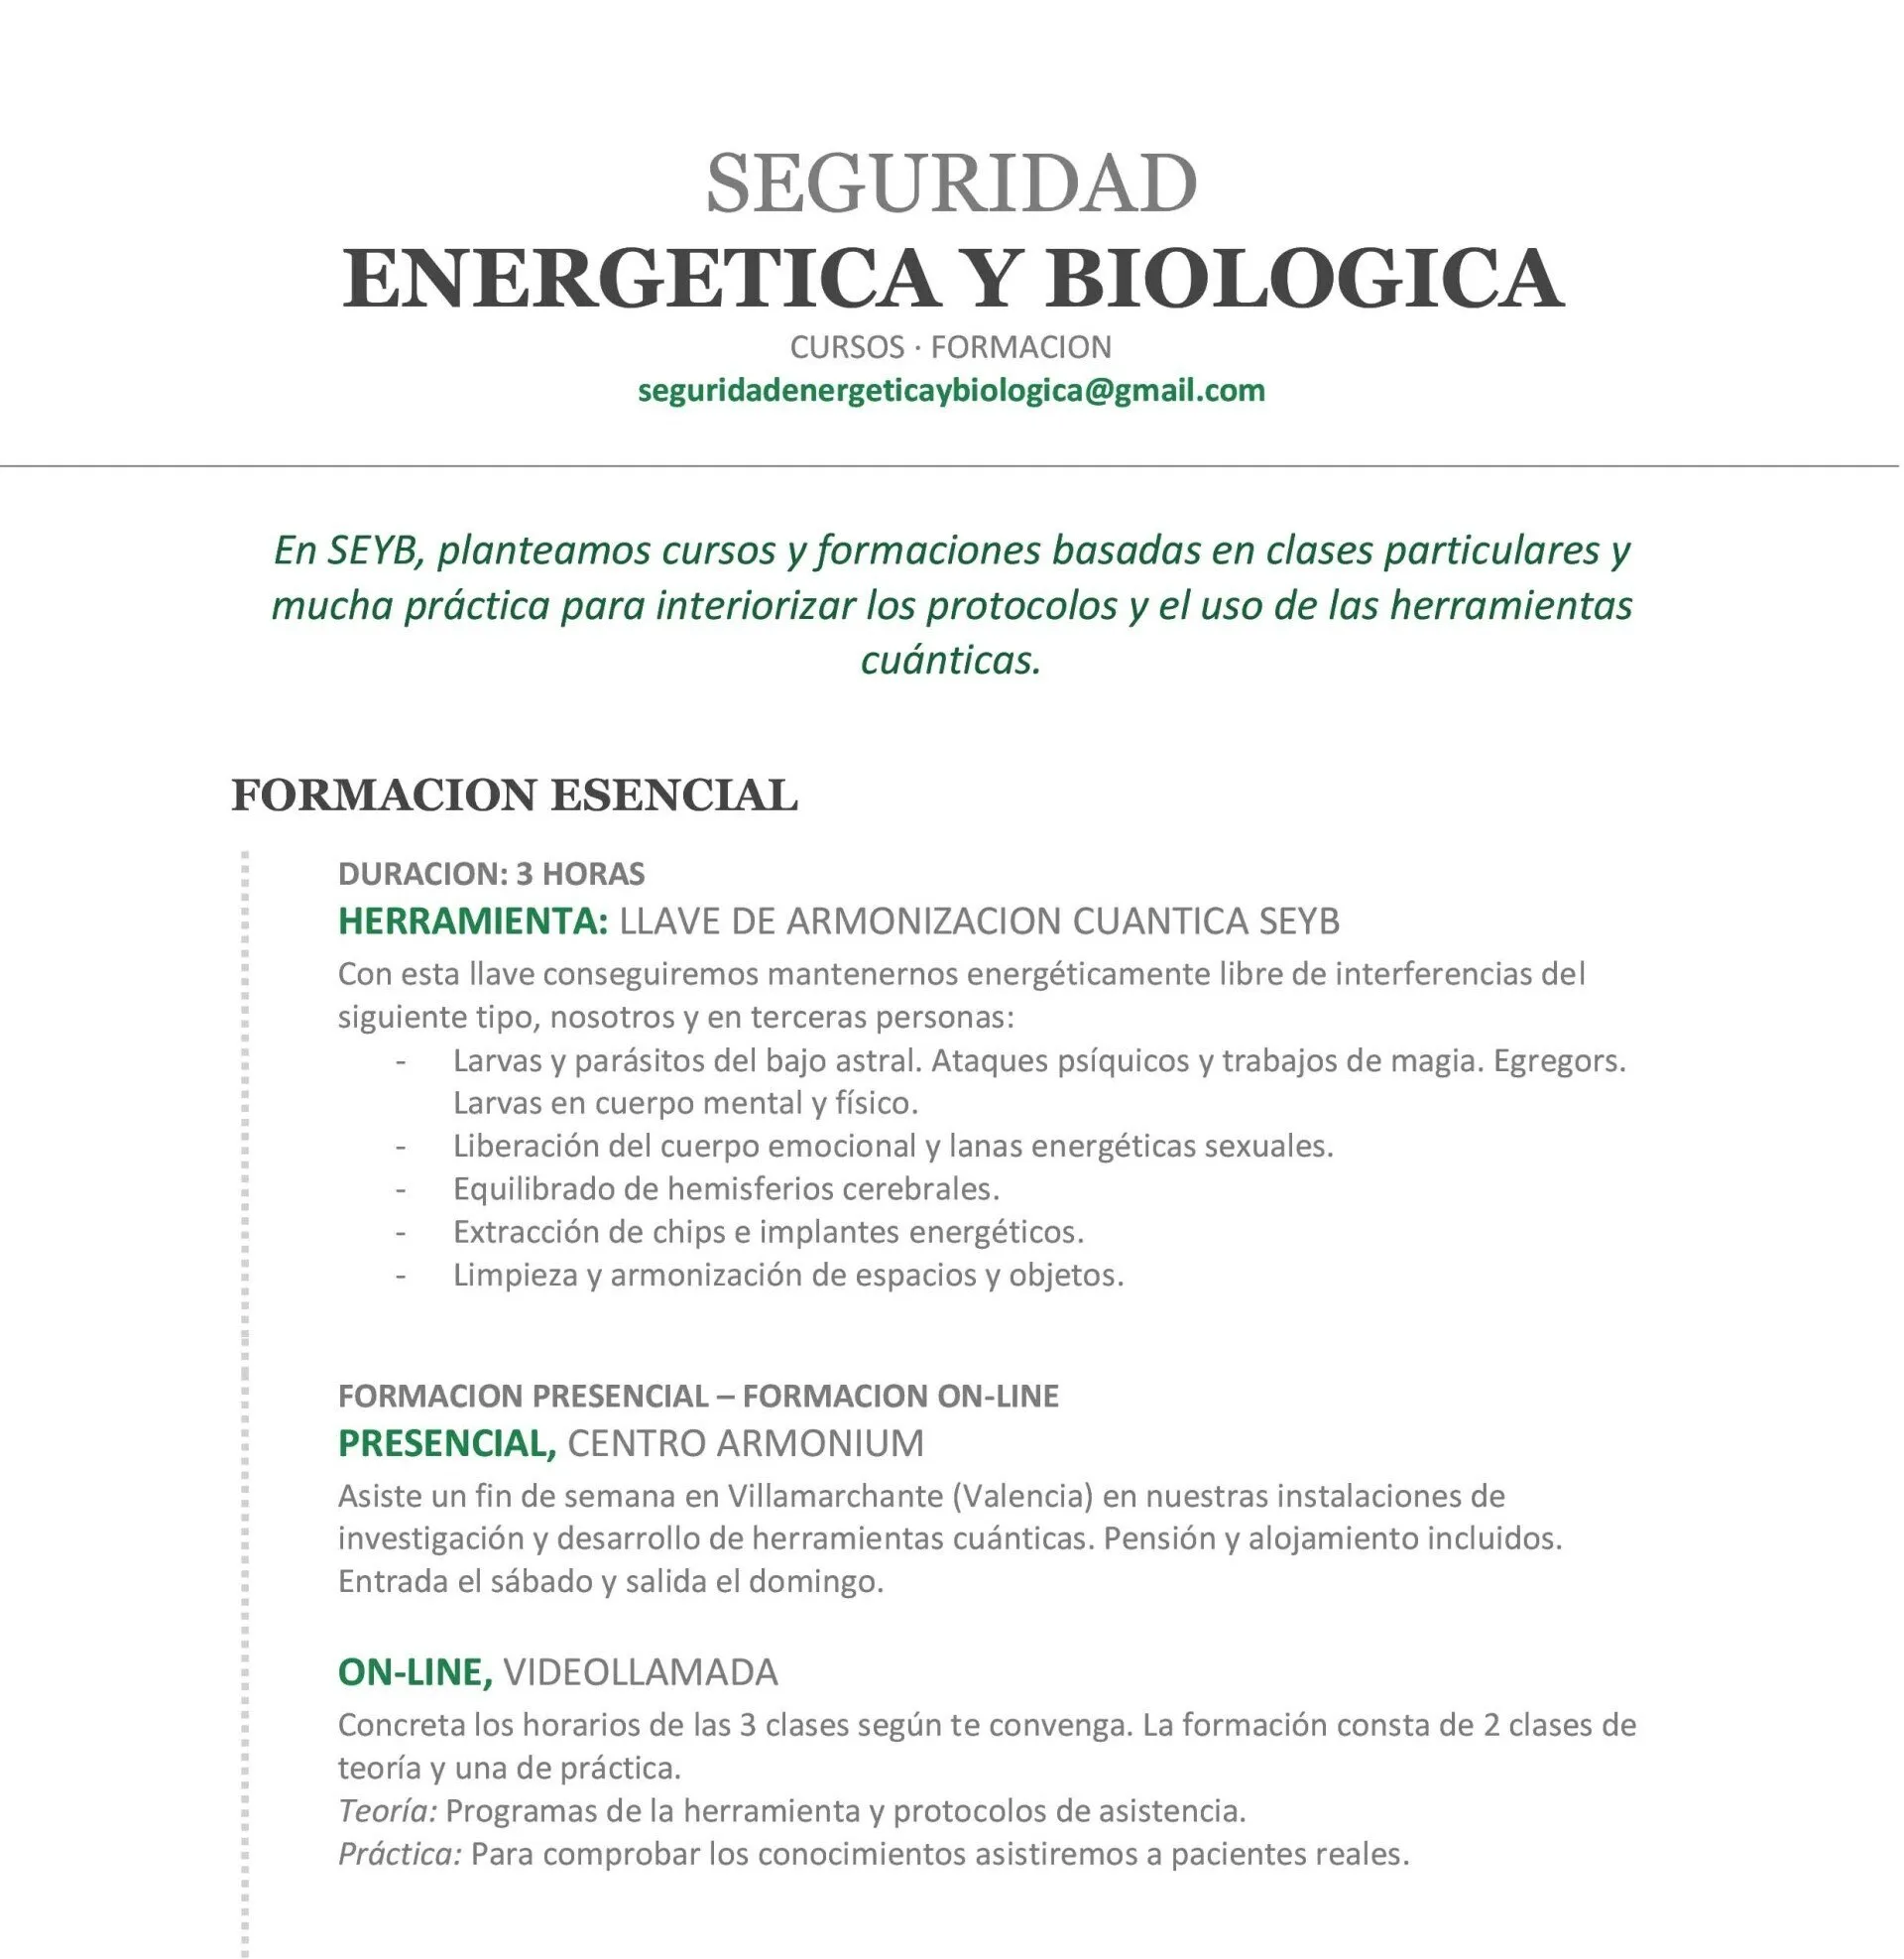 SEGURIDAD
ENERGETICA Y BIOLOGICA
CURSOS · FORMACION
seguridadenergeticaybiologica@gmail.com
En SEYB, planteamos cursos y formaciones basadas en clases particulares y
mucha práctica para interiorizar los protocolos y el uso de las herramientas
cuánticas.
FORMACION ESENCIAL
DURACION: 3 HORAS
HERRAMIENTA: LLAVE DE ARMONIZACION CUANTICA SEYB
Con esta llave conseguiremos mantenernos energéticamente libre de interferencias del
siguiente tipo, nosotros y en terceras personas:
- Larvas y parásitos del bajo astral. Ataques psíquicos y trabajos de magia. Egregors.
Larvas en cuerpo mental y físico.
- Liberación del cuerpo emocional y lanas energéticas sexuales.
- Equilibrado de hemisferios cerebrales.
- Extracción de chips e implantes energéticos.
- Limpieza y armonización de espacios y objetos.
FORMACION PRESENCIAL – FORMACION ON-LINE
PRESENCIAL, CENTRO ARMONIUM
Asiste un fin de semana en Villamarchante (Valencia) en nuestras instalaciones de
investigación y desarrollo de herramientas cuánticas. Pensión y alojamiento incluidos.
Entrada el sábado y salida el domingo.
ON-LINE, VIDEOLLAMADA
Concreta los horarios de las 3 clases según te convenga. La formación consta de 2 clases de
teoría y una de práctica.
Teoría: Programas de la herramienta y protocolos de asistencia.
Práctica: Para comprobar los conocimientos asistiremos a pacientes reales.